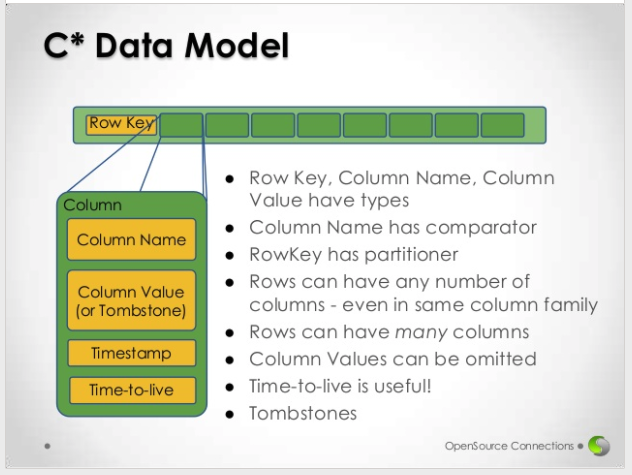 C* Data Model
Row Key
Column
Column Name
Column Value
(or Tombstone)
Timestamp
Time-to-live
● Row Key, Column Name, Column
Value have types
● Column Name has comparator
● RowKey has partitioner
● Rows can have any number of
columns - even in same column family
● Rows can have many columns
● Column Values can be omitted
● Time-to-live is useful!
● Tombstones
OpenSource Connections